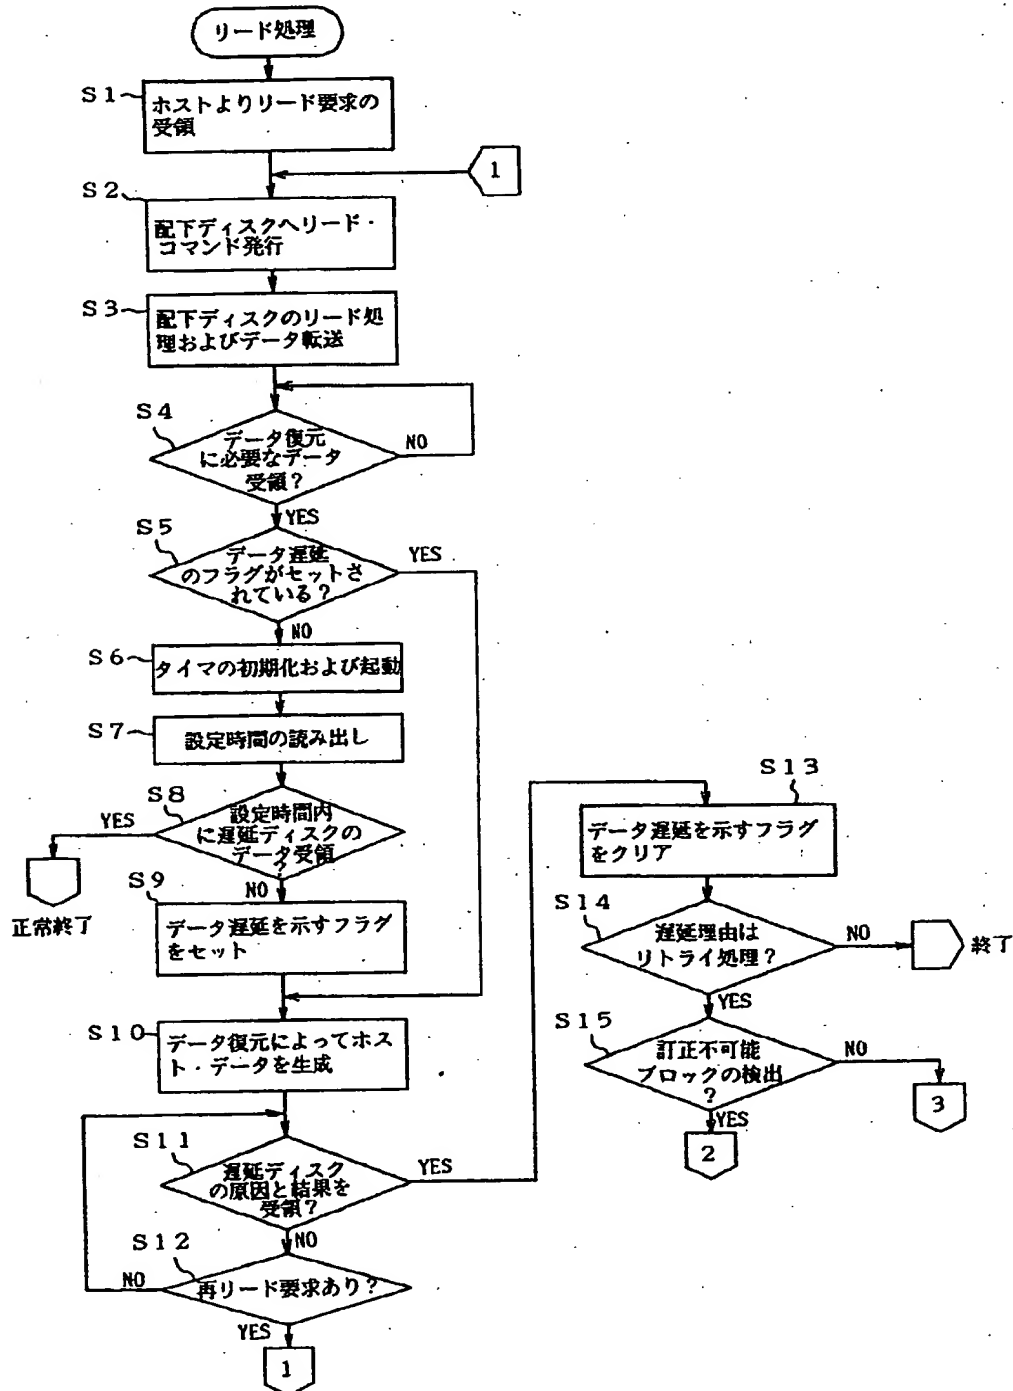 リード処理
S1
ホストよりリード要求の
受領
1
S2
配下ディスクへリード・
コマンド発行
S3
配下ディスクのリード処
理およびデータ転送
S4
データ復元
に必要なデータ
受領？
NO
YES
S5
データ遅延
のフラグがセットさ
れている？
YES
NO
S6
タイマの初期化および起動
S7
設定時間の読み出し
S8
設定時間内
に遅延ディスクの
データ受領
？
YES
正常終了
NO
S9
データ遅延を示すフラグ
をセット
S10
データ復元によってホス
ト・データを生成
S11
遅延ディスク
の原因と結果を
受領？
YES
NO
S12
再リード要求あり？
NO
YES
1
S13
データ遅延を示すフラグ
をクリア
S14
遅延理由は
リトライ処理？
NO
終了
YES
S15
訂正不可能
ブロックの検出
？
NO
3
YES
2